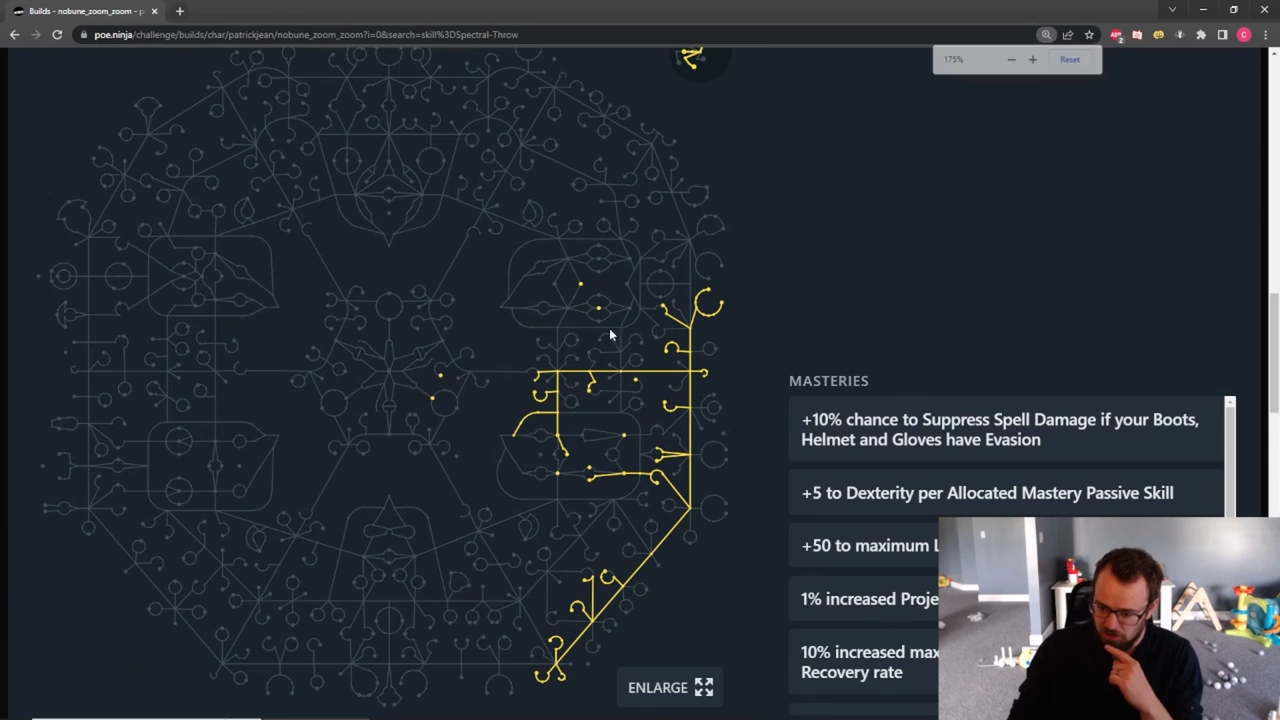 Builds - nobune_zoom_zoom - p
poe.ninja/challenge/builds/char/patrickjean/nobune_zoom_zoom?i=0&search=skill%3DSpectral-Throw
175%
Reset
MASTERIES
+10% chance to Suppress Spell Damage if your Boots,
Helmet and Gloves have Evasion
+5 to Dexterity per Allocated Mastery Passive Skill
+50 to maximum L
1% increased Proje
10% increased max
Recovery rate
ENLARGE